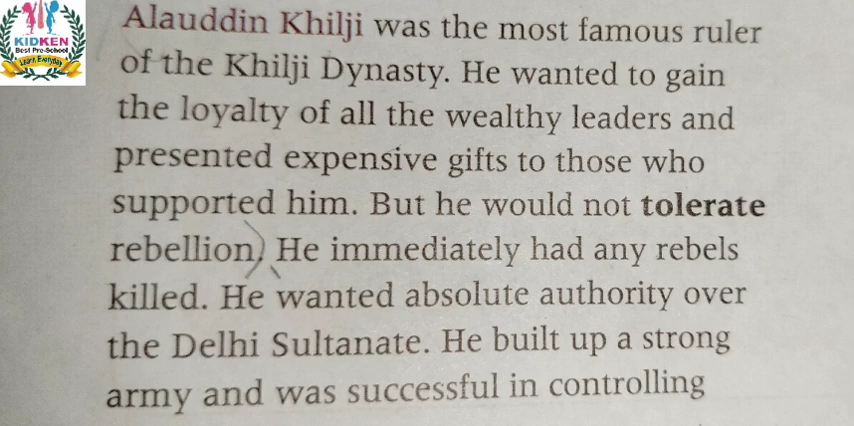 KIDKEN
Best Pre-School
Learn Everyday
Alauddin Khilji was the most famous ruler
of the Khilji Dynasty. He wanted to gain
the loyalty of all the wealthy leaders and
presented expensive gifts to those who
supported him. But he would not tolerate
rebellion. He immediately had any rebels
killed. He wanted absolute authority over
the Delhi Sultanate. He built up a strong
army and was successful in controlling